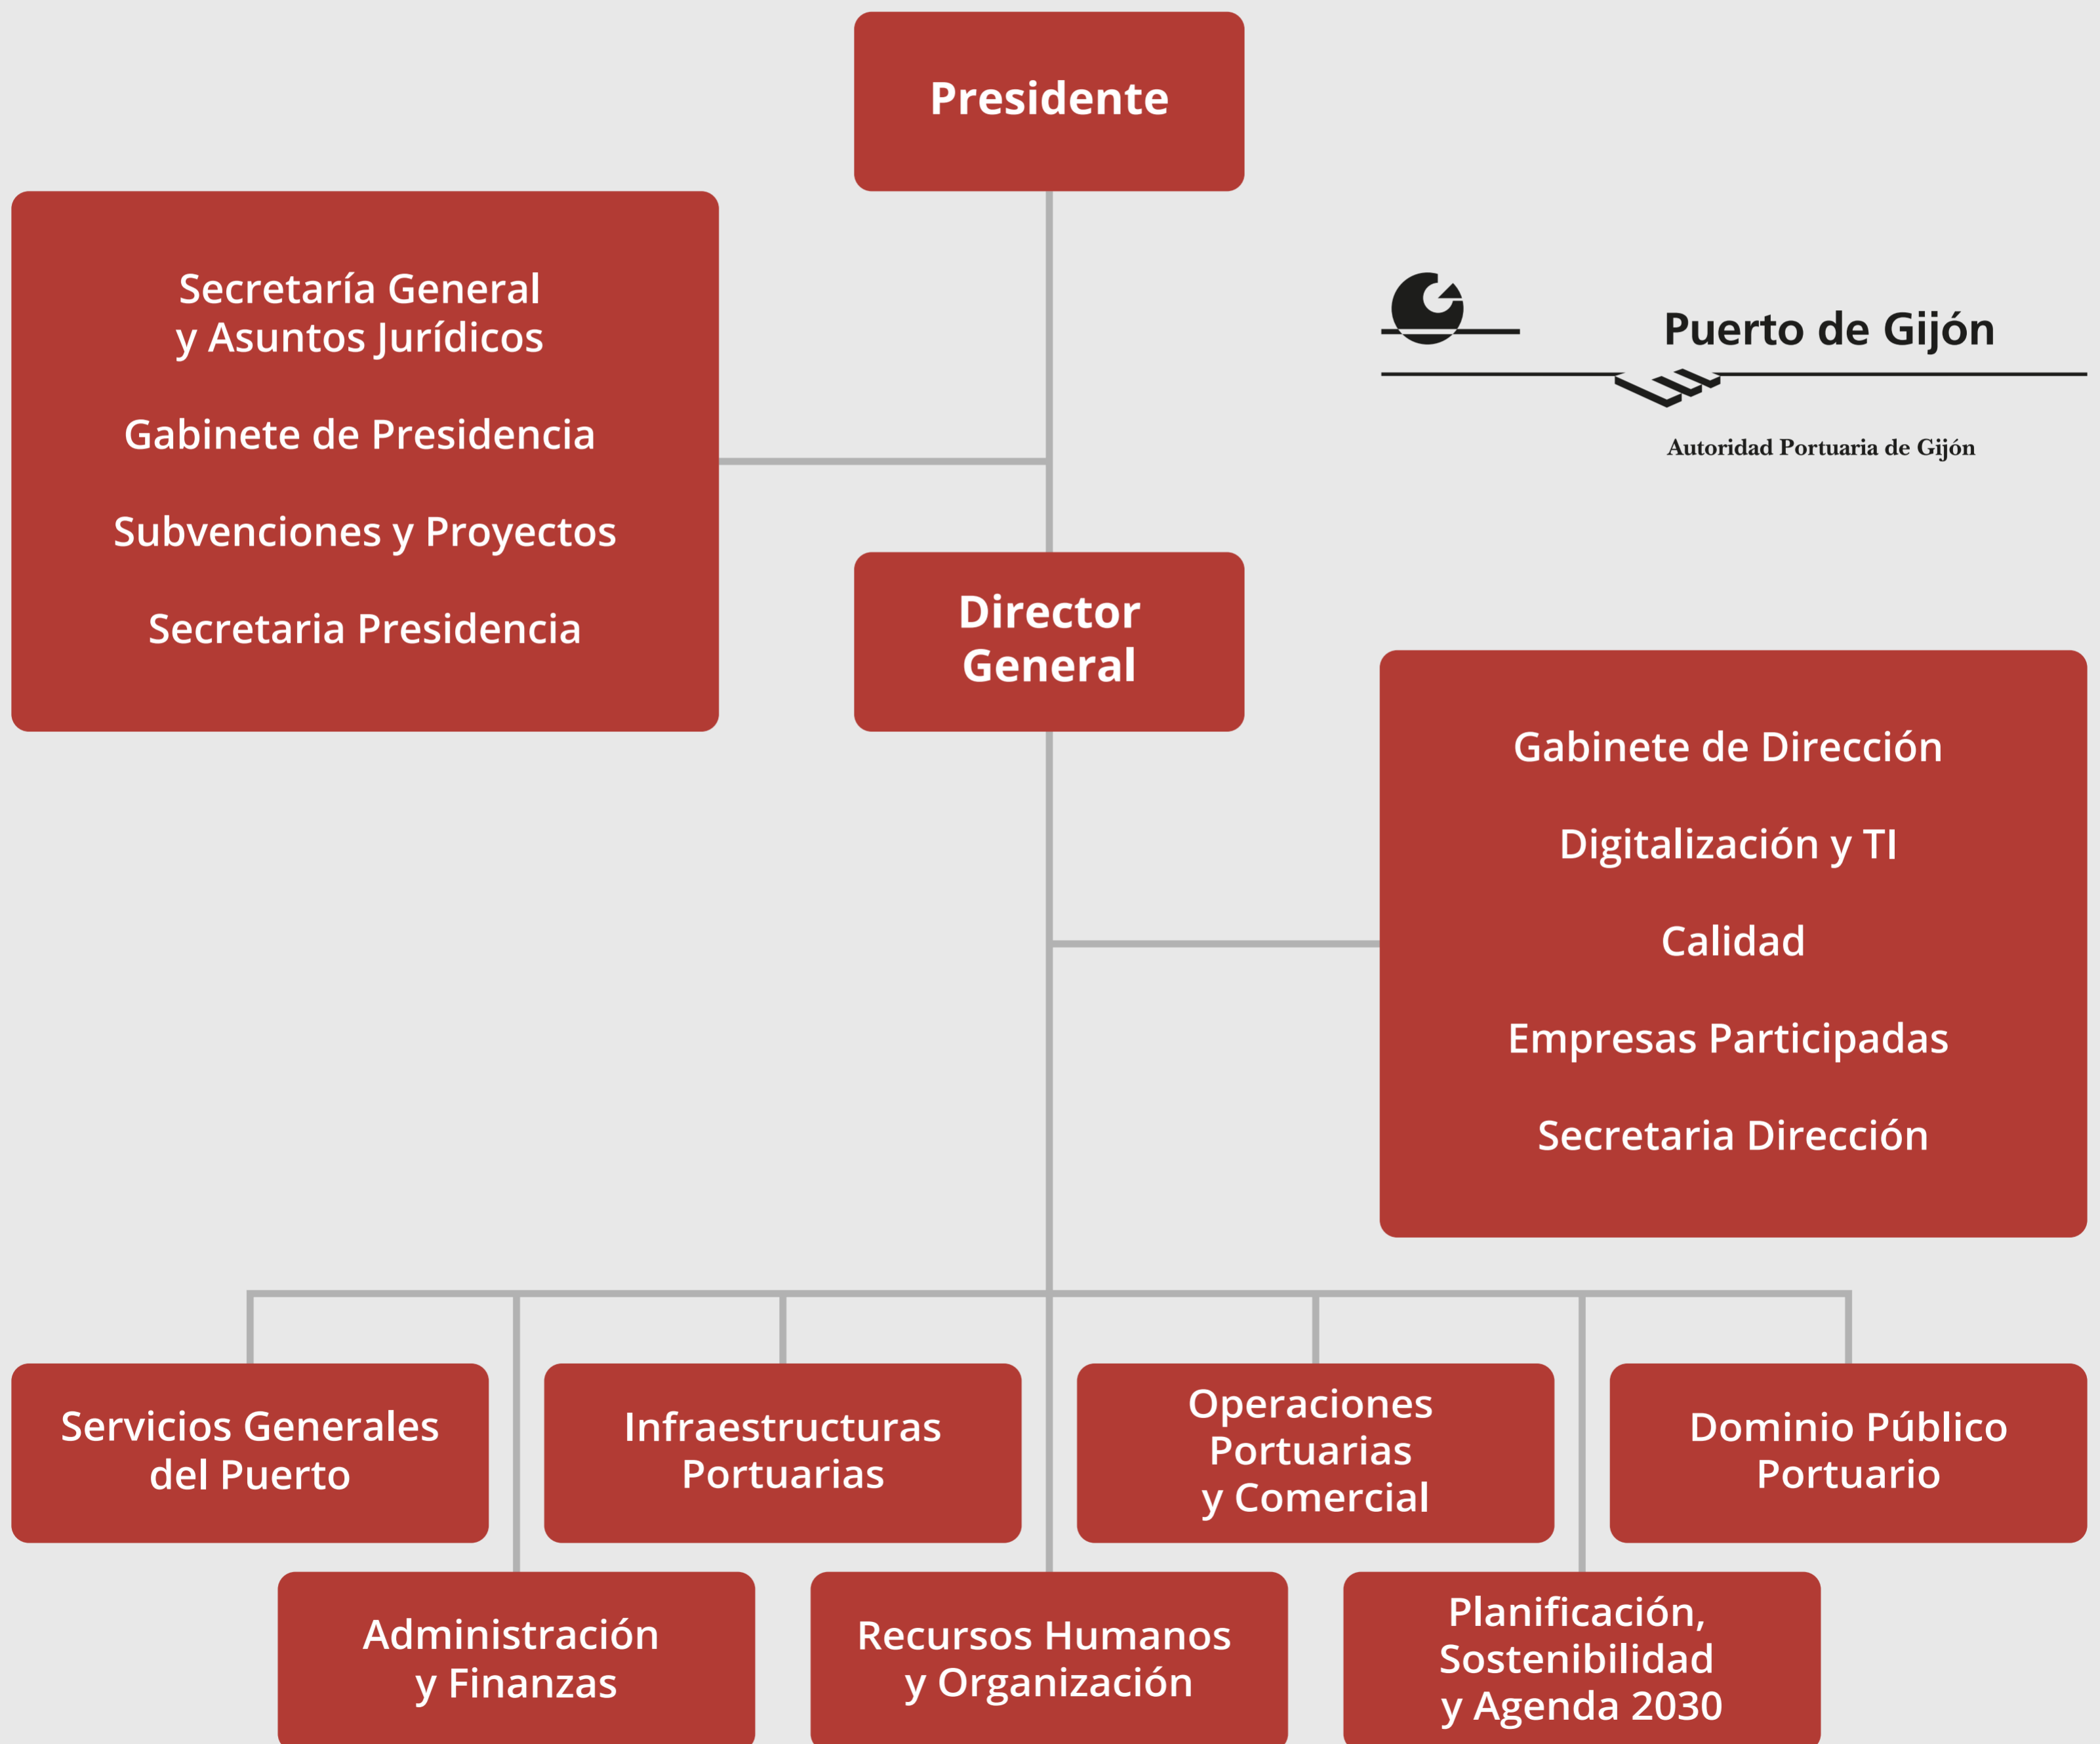 Presidente
Secretaría General
y Asuntos Jurídicos
Gabinete de Presidencia
Subvenciones y Proyectos
Secretaria Presidencia
Puerto de Gijón
Autoridad Portuaria de Gijón
Director
General
Gabinete de Dirección
Digitalización y TI
Calidad
Empresas Participadas
Secretaria Dirección
Servicios Generales
del Puerto
Infraestructuras
Portuarias
Operaciones
Portuarias
y Comercial
Dominio Público
Portuario
Administración
y Finanzas
Recursos Humanos
y Organización
Planificación,
Sostenibilidad
y Agenda 2030